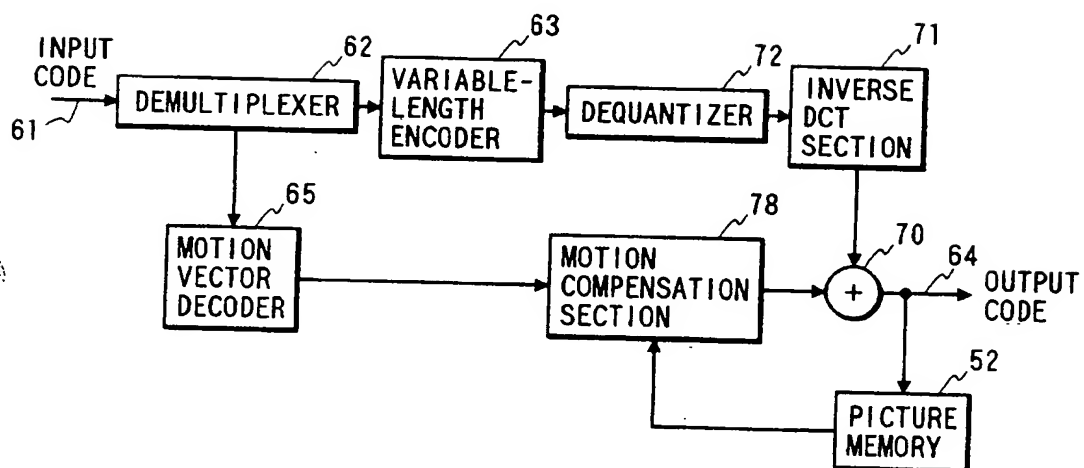 INPUT
CODE
61
62
DEMULTIPLEXER
63
VARIABLE-
LENGTH
ENCODER
72
DEQUANTIZER
71
INVERSE
DCT
SECTION
65
MOTION
VECTOR
DECODER
78
MOTION
COMPENSATION
SECTION
70
+
64
OUTPUT
CODE
52
PICTURE
MEMORY